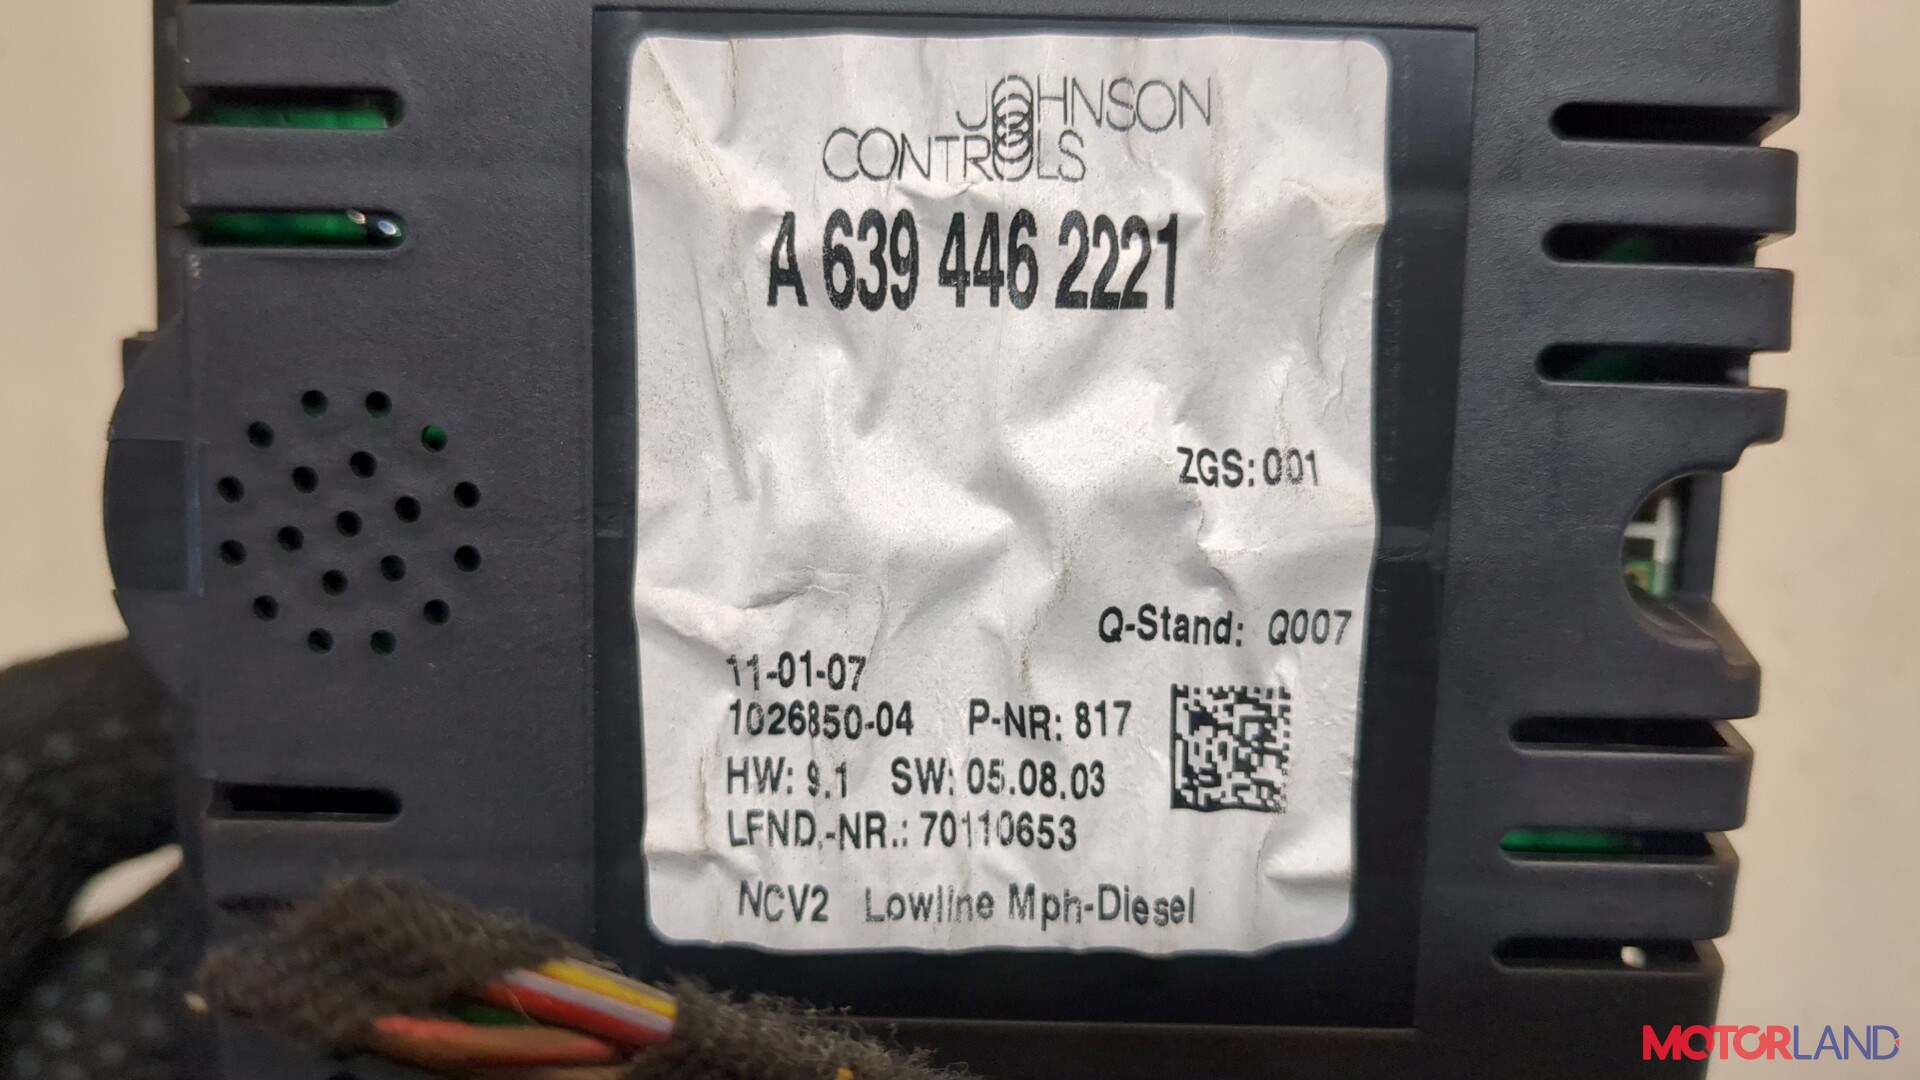 JOHNSON
CONTROLS
A 639 446 2221
ZGS: 001
Q-Stand: Q007
11-01-07
1026850-04 P-NR: 817
HW: 9.1 SW: 05.08.03
LFND.-NR.: 70110653
NCV2 Lowline Mph-Diesel
MOTORLAND